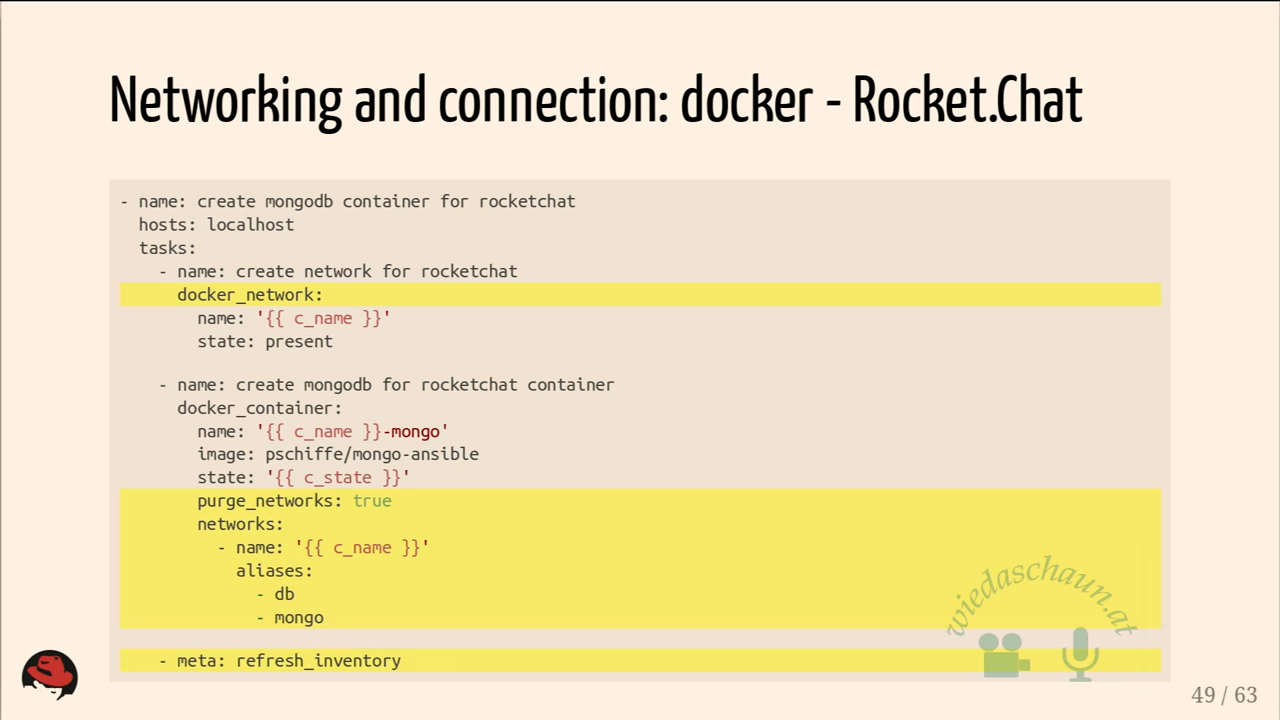 Networking and connection: docker - Rocket.Chat
- name: create mongodb container for rocketchat
  hosts: localhost
  tasks:
    - name: create network for rocketchat
      docker_network:
        name: '{{ c_name }}'
        state: present
    - name: create mongodb for rocketchat container
      docker_container:
        name: '{{ c_name }}-mongo'
        image: pschiffe/mongo-ansible
        state: '{{ c_state }}'
        purge_networks: true
        networks:
          - name: '{{ c_name }}'
            aliases:
              - db
              - mongo
    - meta: refresh_inventory
wiedaschaun.at
49 / 63